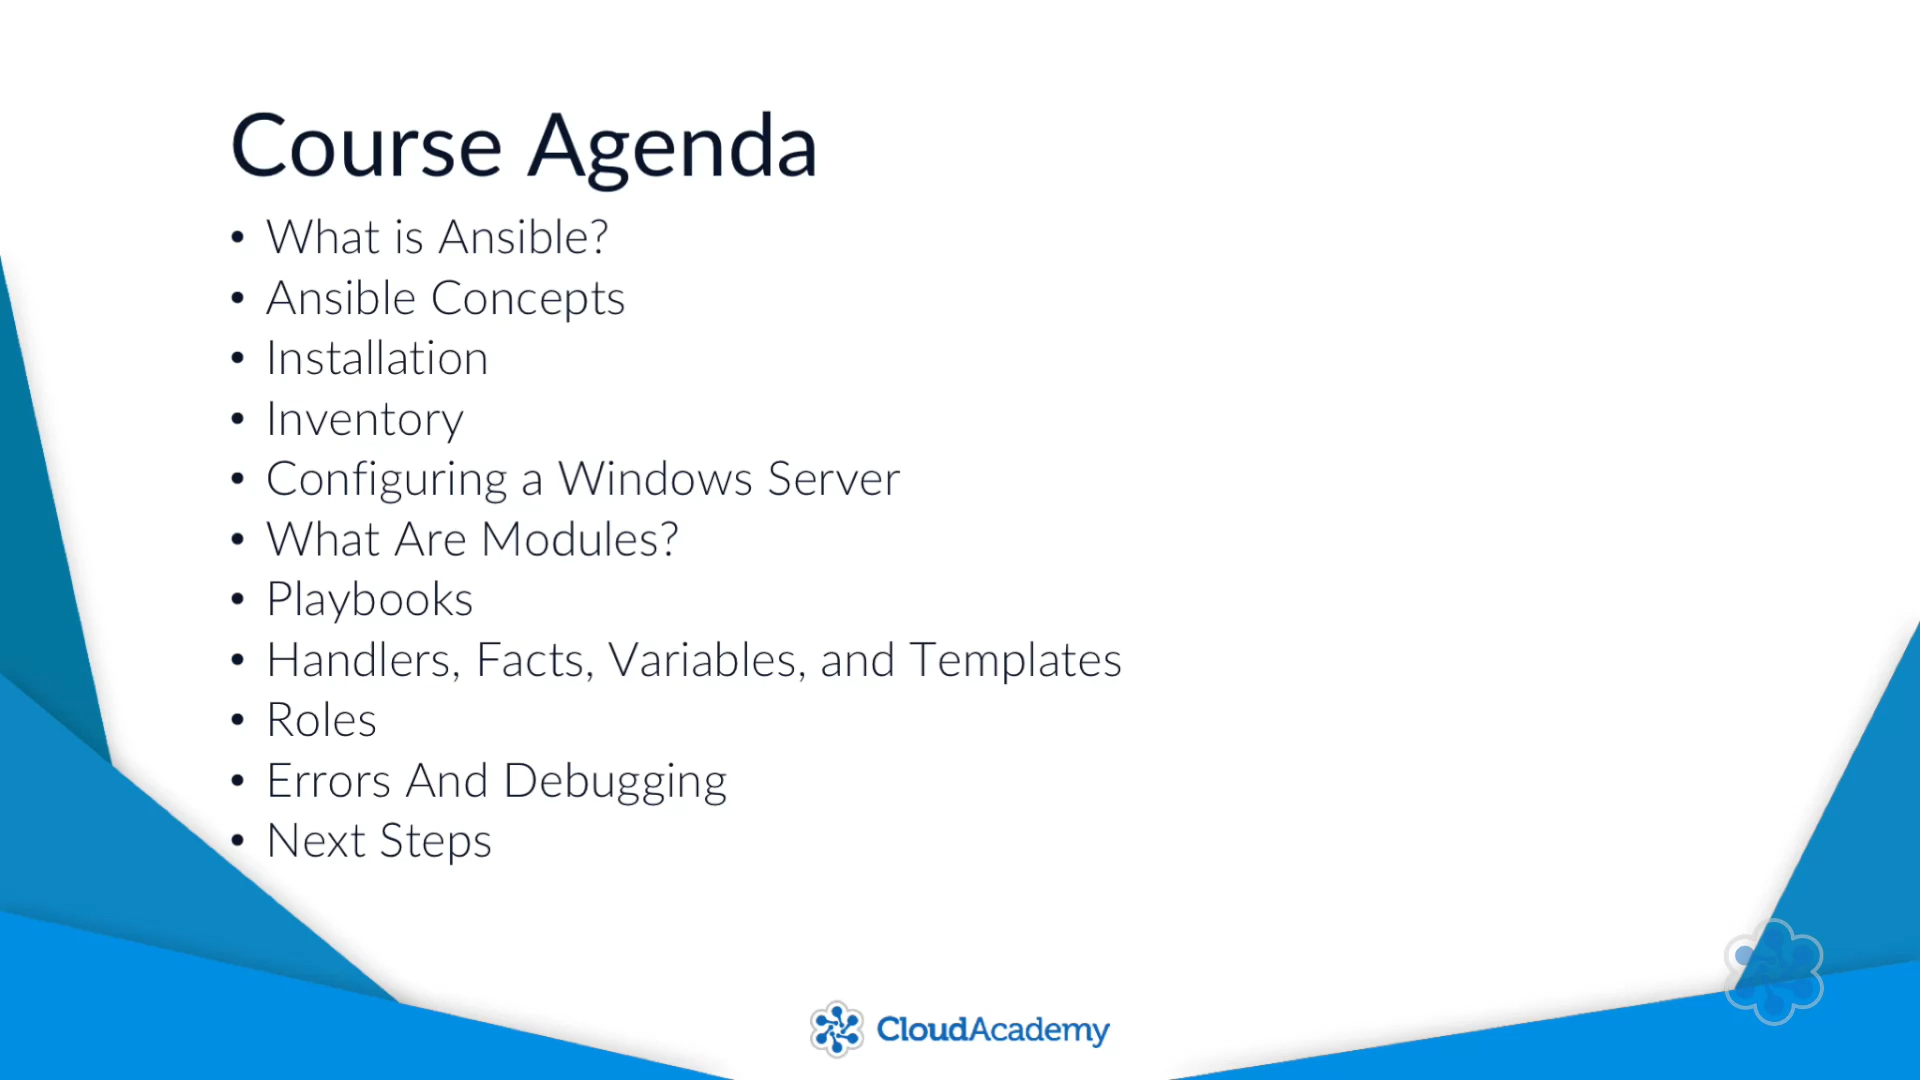 Course Agenda
• What is Ansible?
• Ansible Concepts
• Installation
• Inventory
• Configuring a Windows Server
• What Are Modules?
• Playbooks
• Handlers, Facts, Variables, and Templates
• Roles
• Errors And Debugging
• Next Steps
CloudAcademy